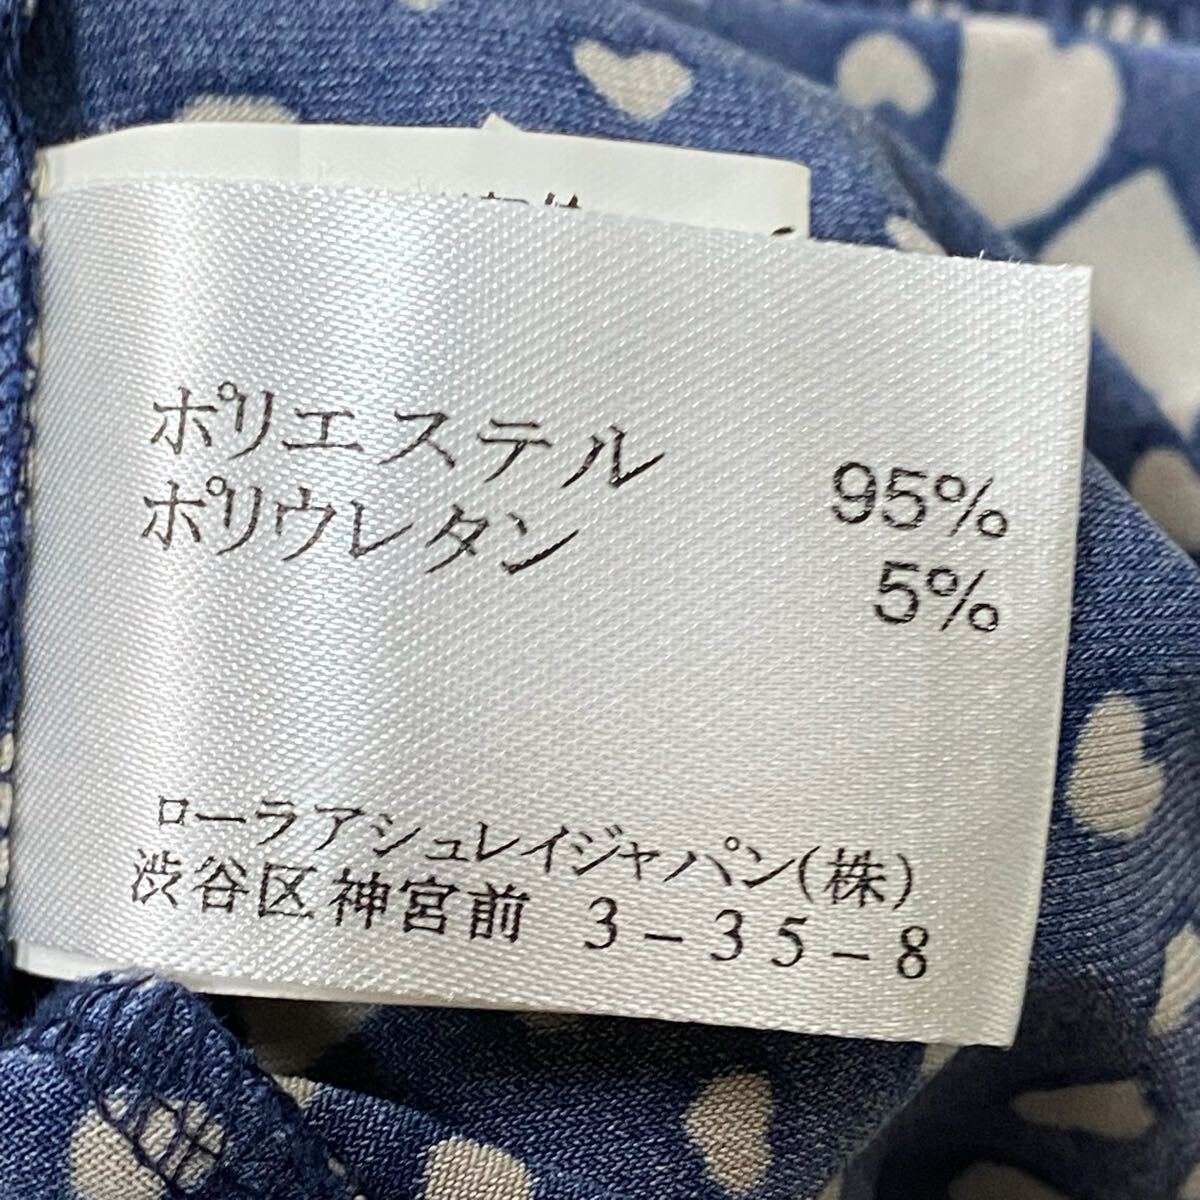 ポリエステル 95%
ポリウレタン 5%
ローラアシュレイジャパン(株)
渋谷区神宮前 3-35-8